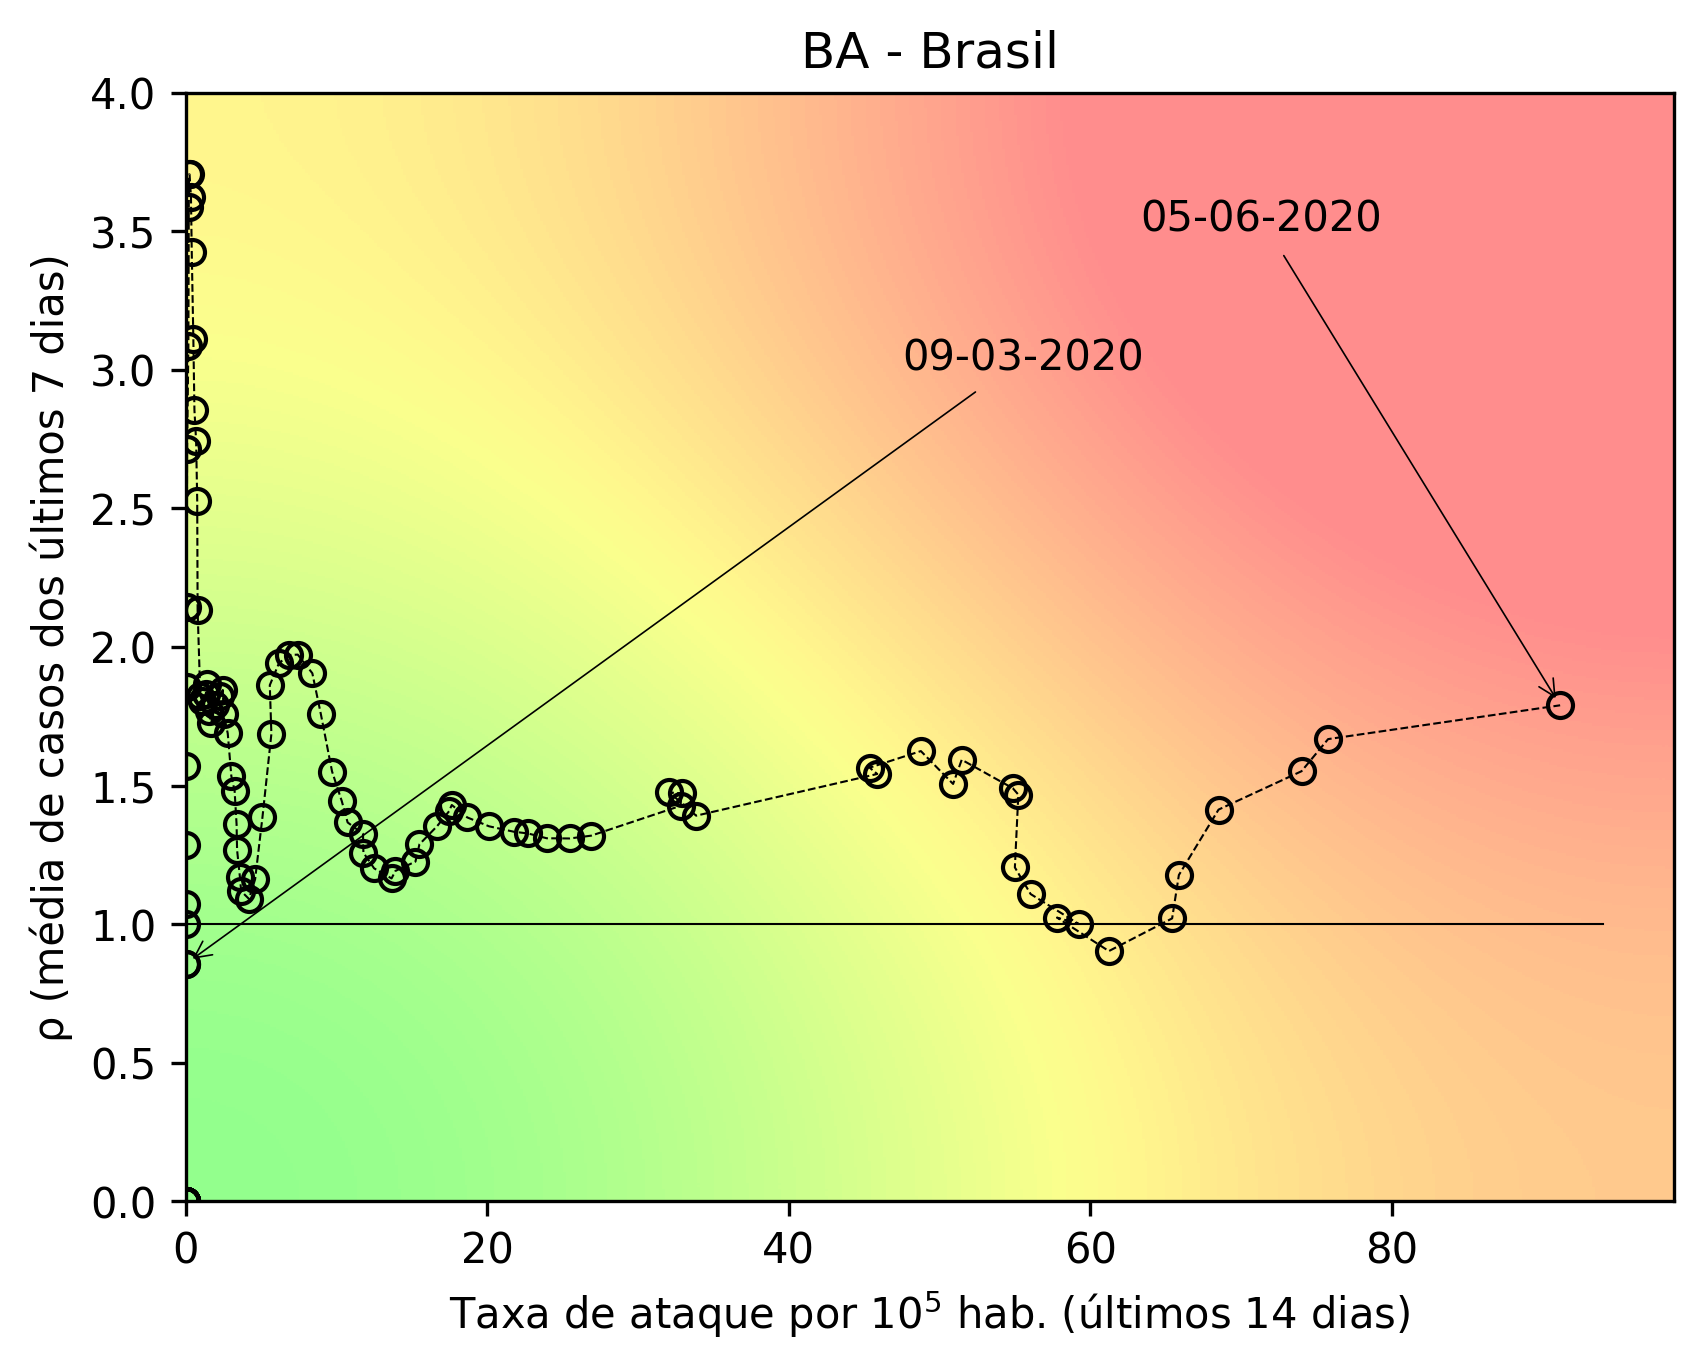 BA - Brasil
4.0
3.5
3.0
2.5
2.0
1.5
1.0
0.5
0.0
ρ (média de casos dos últimos 7 dias)
05-06-2020
09-03-2020
0 20 40 60 80
Taxa de ataque por 10⁵ hab. (últimos 14 dias)